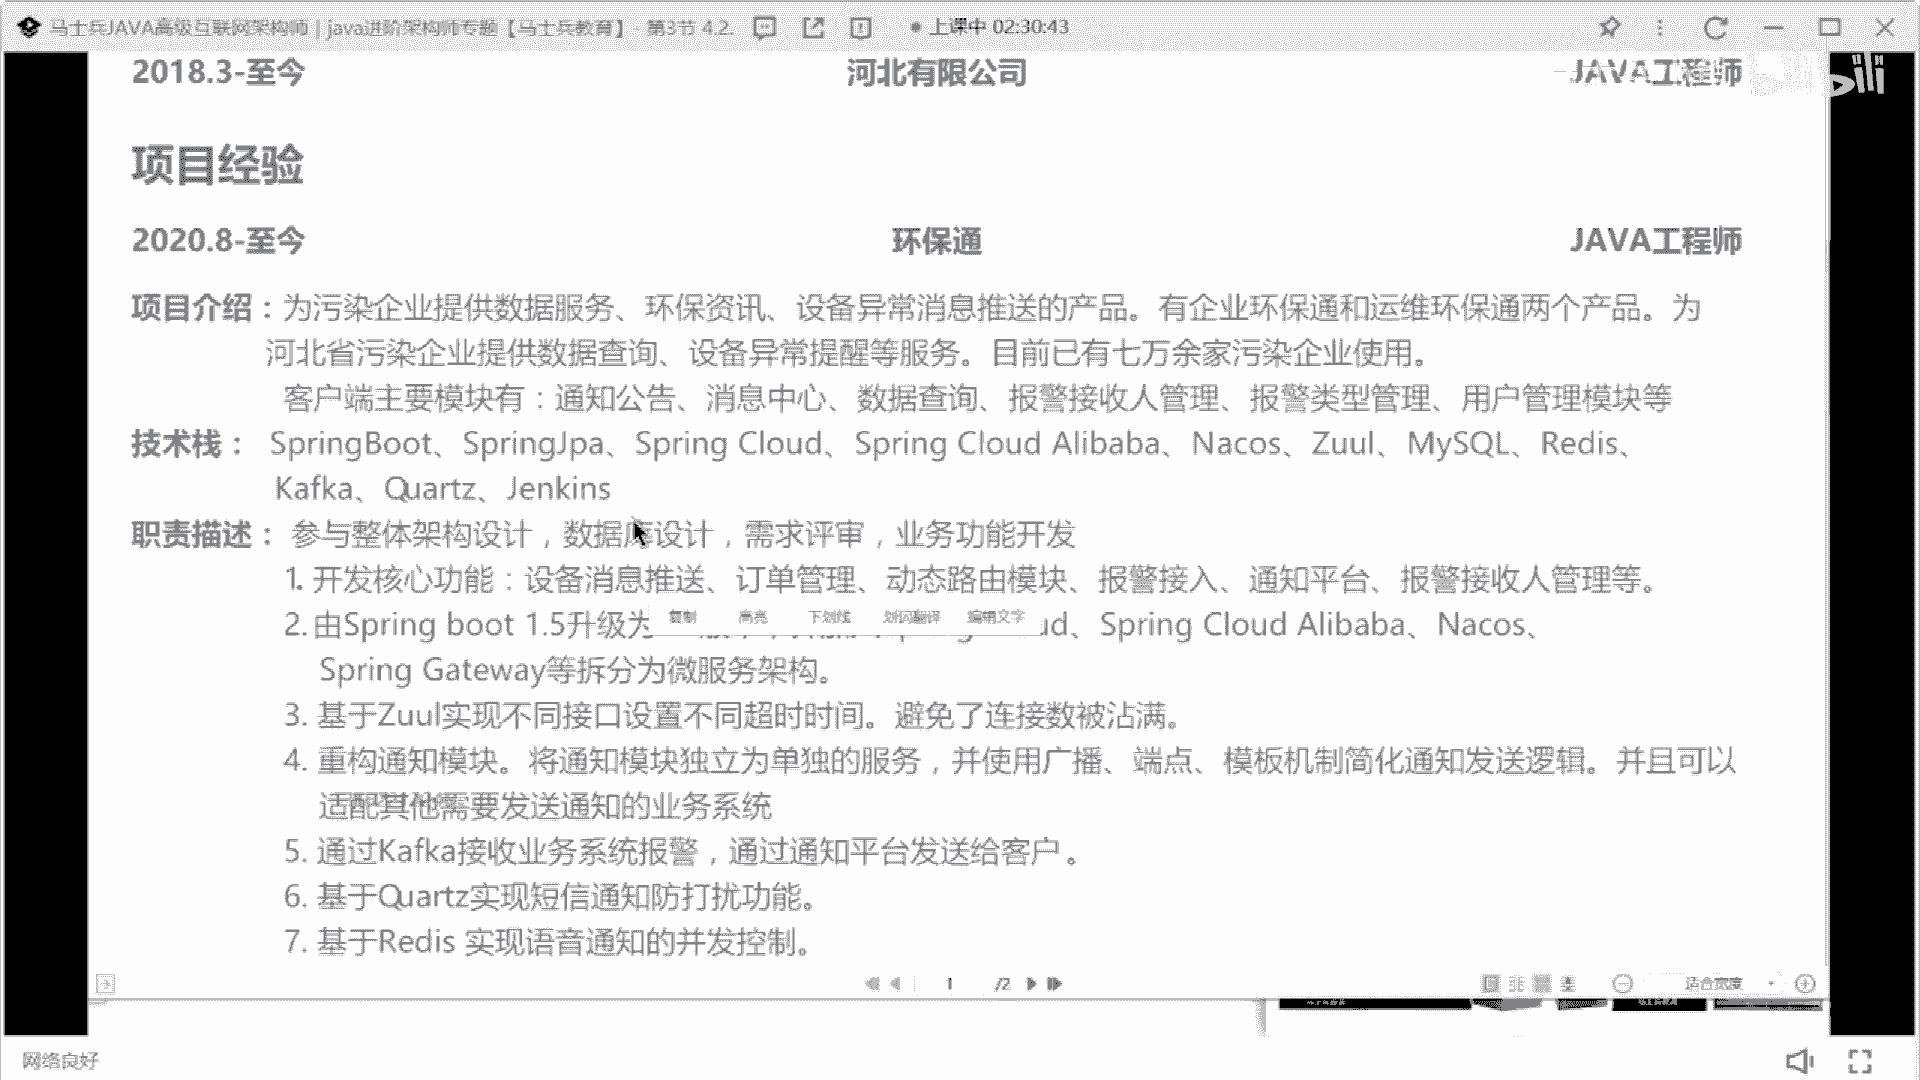 马士兵JAVA高级互联网架构师 | java进阶架构师专题【马士兵教育】- 第3节 4.2.
上课中 02:30:43
2018.3-至今 河北有限公司 JAVA工程师
bilibili
项目经验
2020.8-至今 环保通 JAVA工程师
项目介绍：为污染企业提供数据服务、环保资讯、设备异常消息推送的产品。有企业环保通和运维环保通两个产品。为
河北省污染企业提供数据查询、设备异常提醒等服务。目前已有七万余家污染企业使用。
客户端主要模块有：通知公告、消息中心、数据查询、报警接收人管理、报警类型管理、用户管理模块等
技术栈： SpringBoot、SpringJpa、Spring Cloud、Spring Cloud Alibaba、Nacos、Zuul、MySQL、Redis、
Kafka、Quartz、Jenkins
职责描述： 参与整体架构设计，数据库设计，需求评审，业务功能开发
1. 开发核心功能：设备消息推送、订单管理、动态路由模块、报警接入、通知平台、报警接收人管理等。
复制 高亮 下划线 划词翻译 编辑文字
2. 由Spring boot 1.5升级为 ud、Spring Cloud Alibaba、Nacos、
Spring Gateway等拆分为微服务架构。
3. 基于Zuul实现不同接口设置不同超时时间。避免了连接数被沾满。
4. 重构通知模块。将通知模块独立为单独的服务，并使用广播、端点、模板机制简化通知发送逻辑。并且可以
适配其他需要发送通知的业务系统
5. 通过Kafka接收业务系统报警，通过通知平台发送给客户 。
6. 基于Quartz实现短信通知防打扰功能。
7. 基于Redis 实现语音通知的并发控制。
1 /2 适合宽度
网络良好